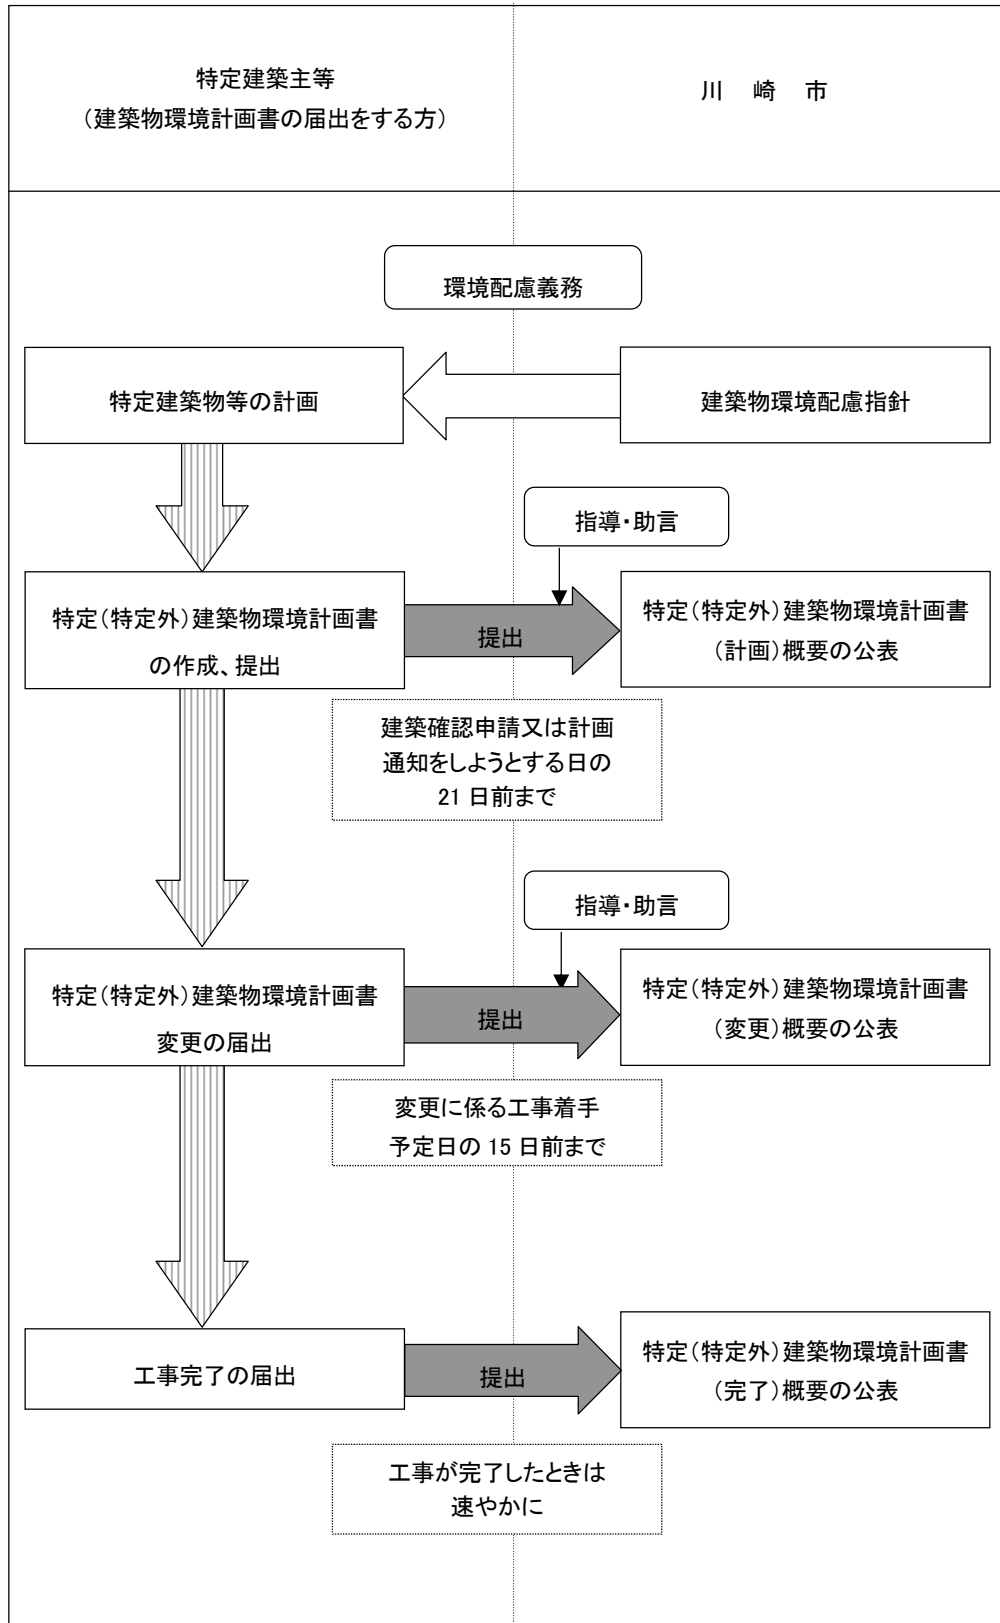 特定建築主等
（建築物環境計画書の届出をする方）
川　崎　市
環境配慮義務
特定建築物等の計画
建築物環境配慮指針
指導・助言
特定（特定外）建築物環境計画書
の作成、提出
提出
特定（特定外）建築物環境計画書
（計画）概要の公表
建築確認申請又は計画
通知をしようとする日の
21 日前まで
指導・助言
特定（特定外）建築物環境計画書
変更の届出
提出
特定（特定外）建築物環境計画書
（変更）概要の公表
変更に係る工事着手
予定日の 15 日前まで
工事完了の届出
提出
特定（特定外）建築物環境計画書
（完了）概要の公表
工事が完了したときは
速やかに